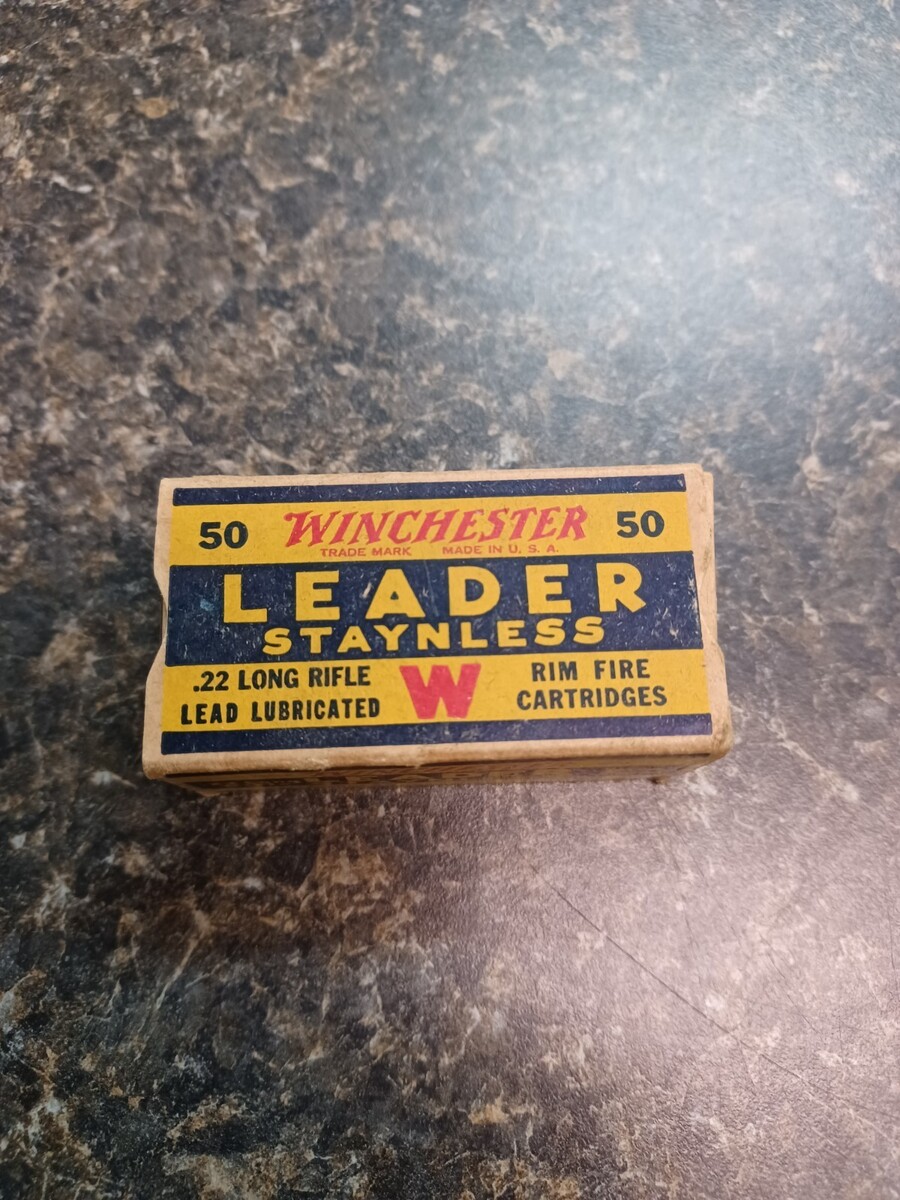 50 WINCHESTER 50
TRADE MARK MADE IN U. S. A.
LEADER
STAYNLESS
.22 LONG RIFLE W RIM FIRE
LEAD LUBRICATED CARTRIDGES